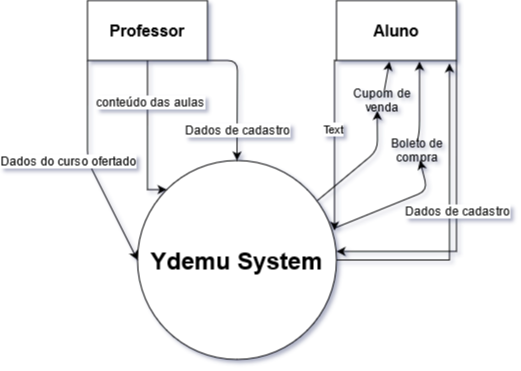 Professor
Aluno
conteúdo das aulas
Cupom de
venda
Dados de cadastro
Text
Boleto de
compra
Dados do curso ofertado
Dados de cadastro
Ydemu System